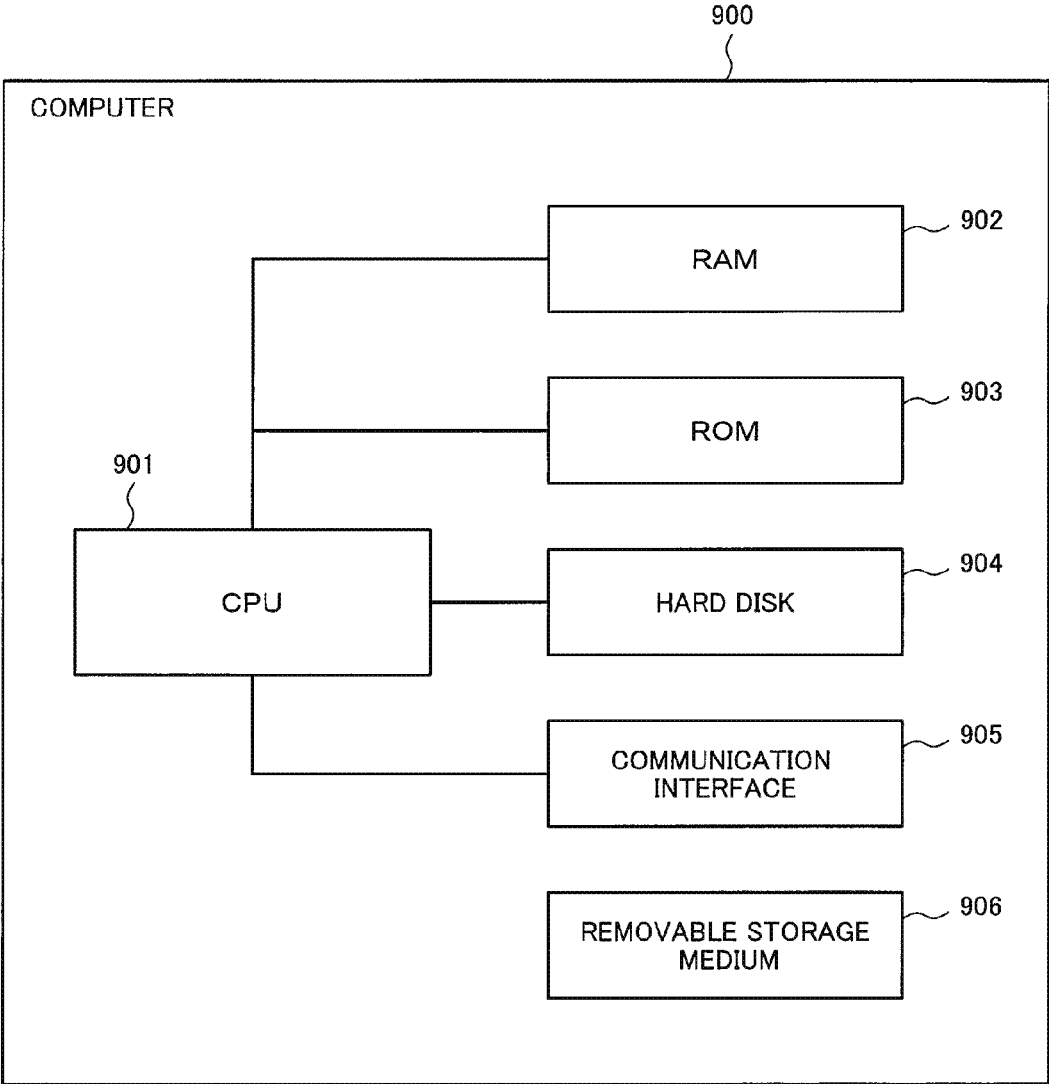 900
COMPUTER
902
RAM
903
ROM
901
CPU
904
HARD DISK
905
COMMUNICATION
INTERFACE
906
REMOVABLE STORAGE
MEDIUM